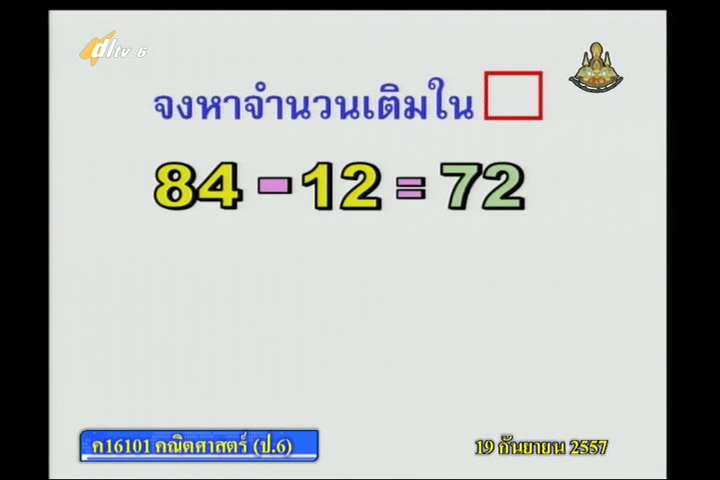 dltv 6
จงหาจำนวนเติมใน
84 - 12 = 72
ค16101 คณิตศาสตร์ (ป.6)
19 กันยายน 2557